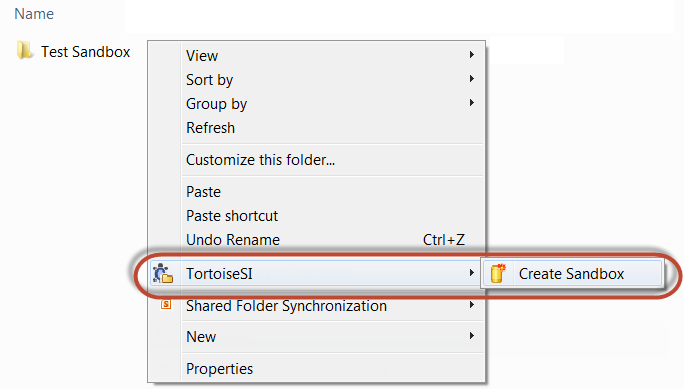 Name
Test Sandbox
View
Sort by
Group by
Refresh
Customize this folder...
Paste
Paste shortcut
Undo Rename Ctrl+Z
TortoiseSI Create Sandbox
Shared Folder Synchronization
New
Properties